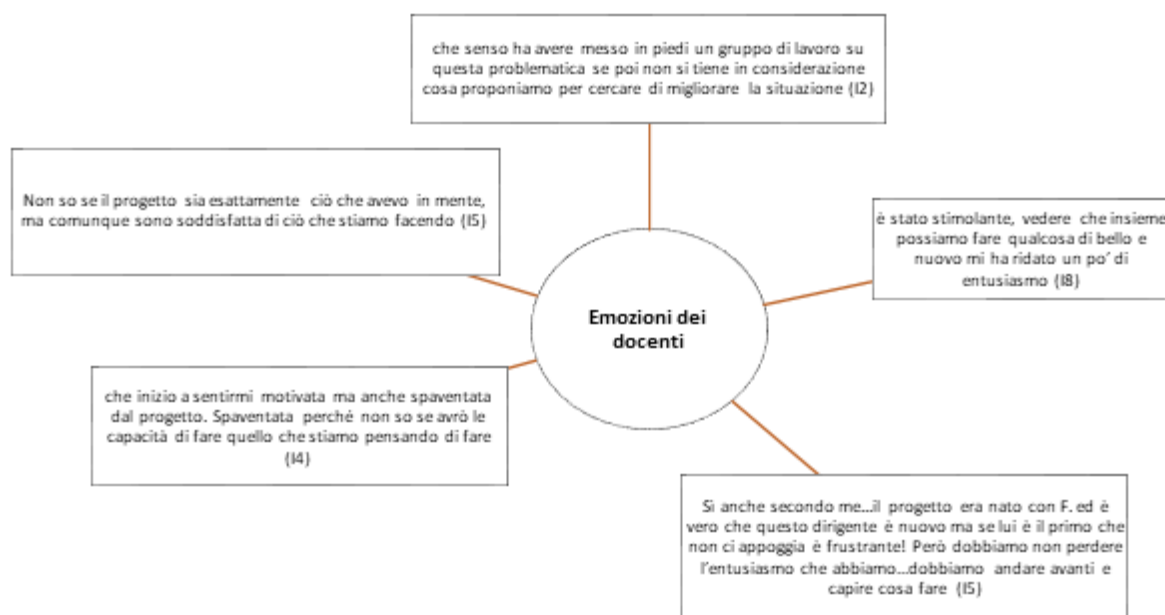 che senso ha avere messo in piedi un gruppo di lavoro su
questa problematica se poi non si tiene in considerazione
cosa proponiamo per cercare di migliorare la situazione (I2)
Non so se il progetto sia esattamente ciò che avevo in mente,
ma comunque sono soddisfatta di ciò che stiamo facendo (I5)
è stato stimolante, vedere che insieme
possiamo fare qualcosa di bello e
nuovo mi ha ridato un po' di
entusiasmo (I8)
Emozioni dei
docenti
che inizio a sentirmi motivata ma anche spaventata
dal progetto. Spaventata perché non so se avrò le
capacità di fare quello che stiamo pensando di fare
(I4)
Sì anche secondo me...il progetto era nato con F. ed è
vero che questo dirigente è nuovo ma se lui è il primo che
non ci appoggia è frustrante! Però dobbiamo non perdere
l'entusiasmo che abbiamo...dobbiamo andare avanti e
capire cosa fare (I5)